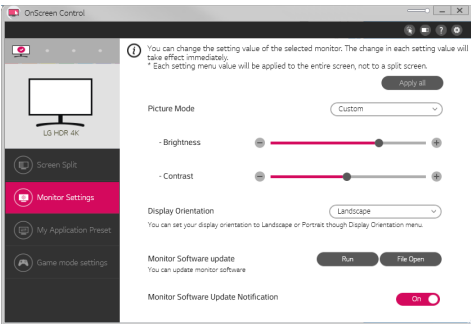 OnScreen Control
You can change the setting value of the selected monitor. The change in each setting value will
take effect immediately.
* Each setting menu value will be applied to the entire screen, not to a split screen.
Apply all
LG HDR 4K
Screen Split
Monitor Settings
My Application Preset
Game mode settings
Picture Mode
Custom
- Brightness
- Contrast
Display Orientation
Landscape
You can set your display orientation to Landscape or Portrait though Display Orientation menu.
Monitor Software update
Run
File Open
You can update monitor software
Monitor Software Update Notification
On